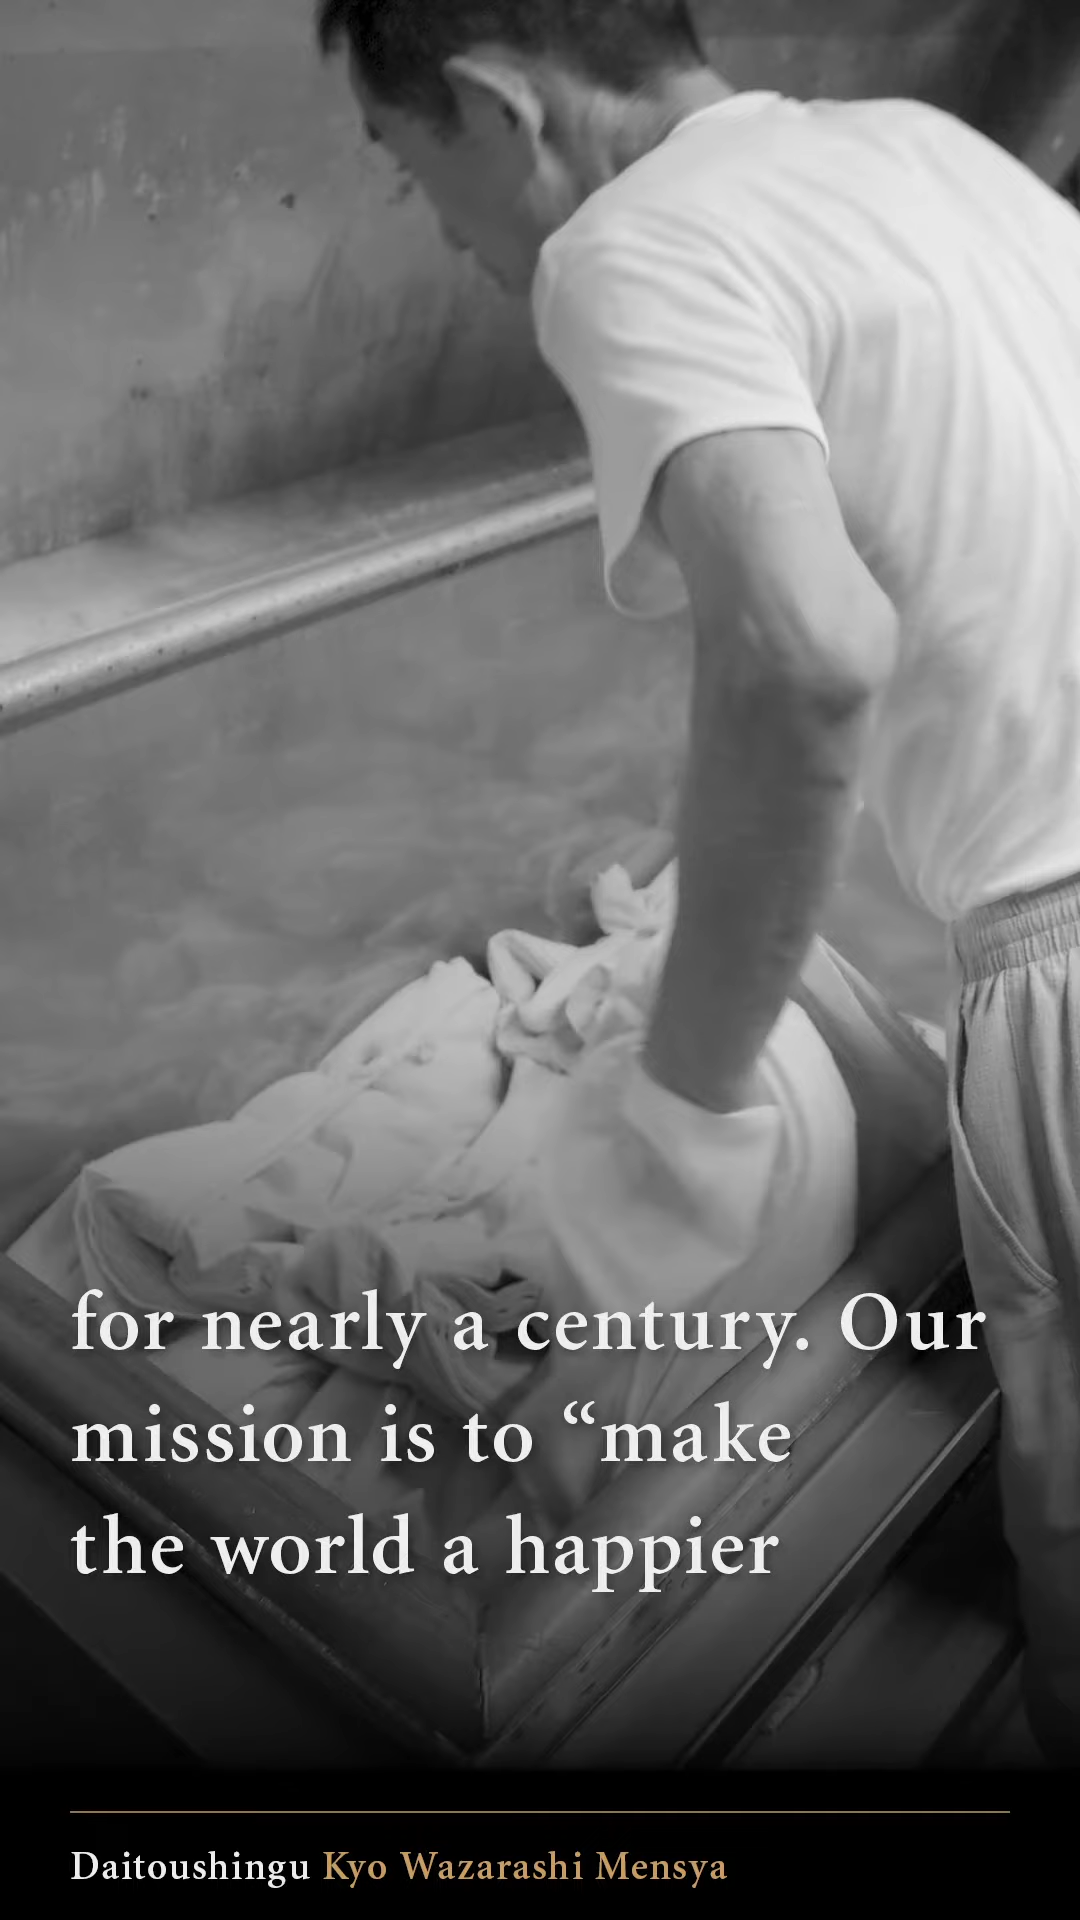 for nearly a century. Our
mission is to “make
the world a happier
Daitoushingu Kyo Wazarashi Mensya